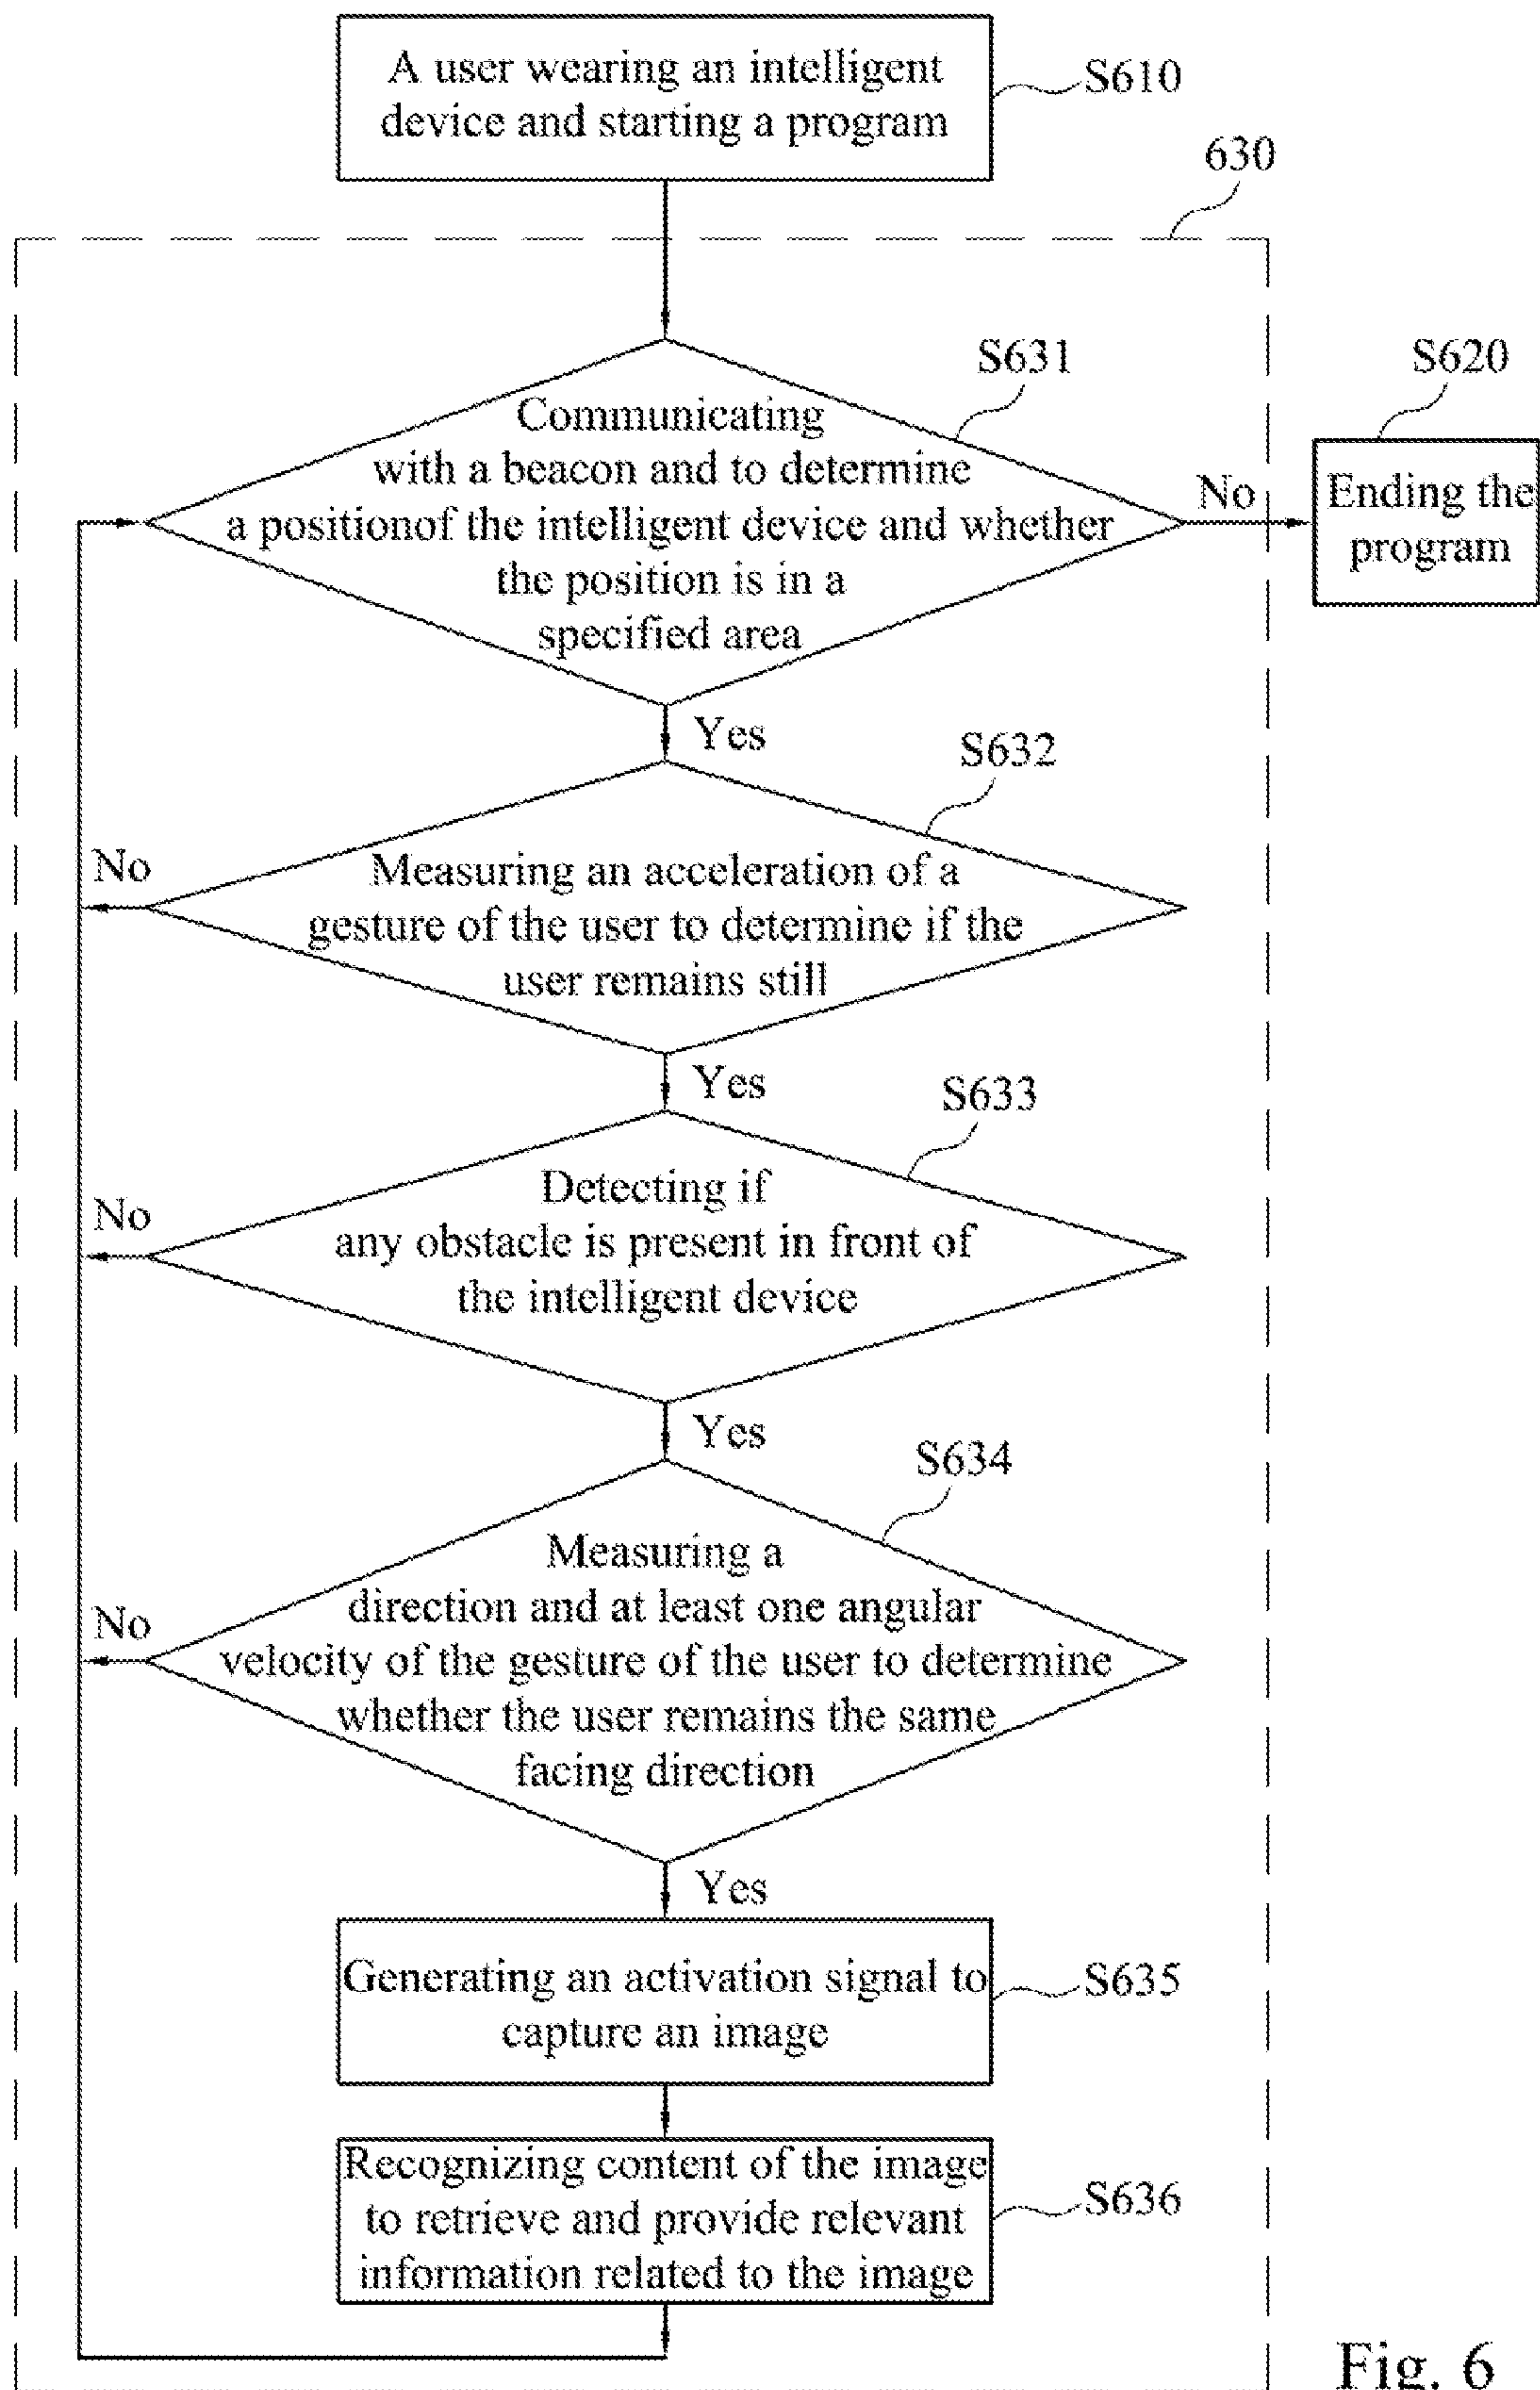 A user wearing an intelligent
device and starting a program
S610
630
S631
Communicating
with a beacon and to determine
a positionof the intelligent device and whether
the position is in a
specified area
No
S620
Ending the
program
Yes
S632
Measuring an acceleration of a
gesture of the user to determine if the
user remains still
No
Yes
S633
Detecting if
any obstacle is present in front of
the intelligent device
No
Yes
S634
Measuring a
direction and at least one angular
velocity of the gesture of the user to determine
whether the user remains the same
facing direction
No
Yes
Generating an activation signal to
capture an image
S635
Recognizing content of the image
to retrieve and provide relevant
information related to the image
S636
Fig. 6